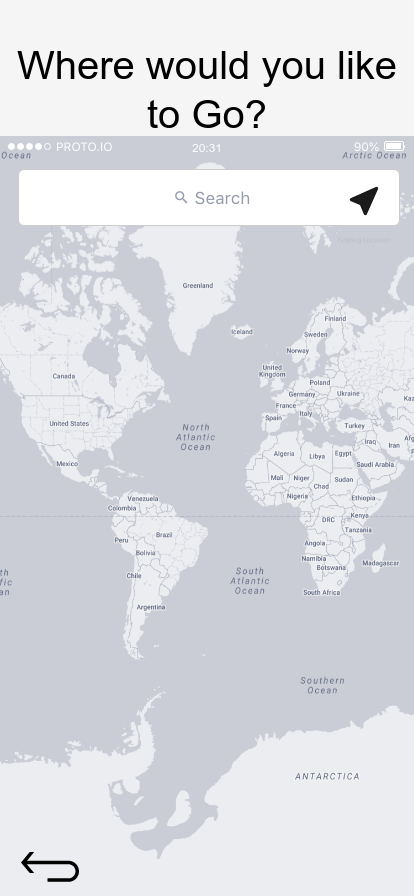 Where would you like
to Go?
PROTO.IO 20:31 90%
Ocean
Arctic Ocean
Search
Greenland
Iceland
Finland
Sweden
Norway
United
Kingdom
Poland
Canada
Germany
Ukraine
France
Italy
Spain
United States
North
Atlantic
Ocean
Turkey
Iraq
Iran
Algeria
Libya
Egypt
Saudi Arabia
Mexico
Mali
Niger
Chad
Sudan
Nigeria
Ethiopia
Venezuela
Colombia
DRC
Kenya
Tanzania
Peru
Brazil
Angola
Bolivia
Namibia
Botswana
Madagascar
Chile
South
Atlantic
Ocean
South Africa
Argentina
Southern
Ocean
ANTARCTICA